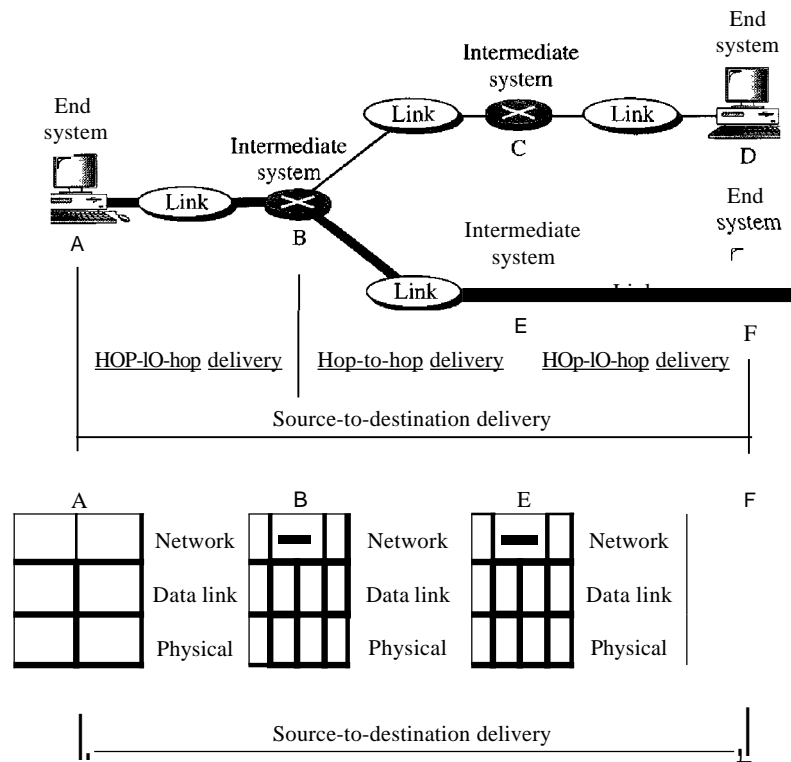 End
system
Intermediate
system
Link
Link
C
D
End
system
Intermediate
system
Link
A
B
End
system
Intermediate
system
Link
Link
E
F
HOP-lO-hop delivery
Hop-to-hop delivery
HOp-lO-hop delivery
Source-to-destination delivery
A
B
E
F
Network
Network
Network
Data link
Data link
Data link
Physical
Physical
Physical
Source-to-destination delivery